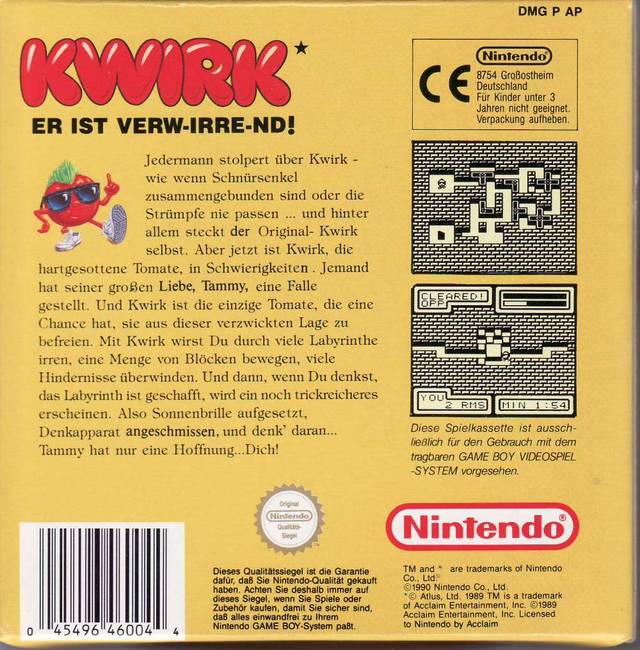 DMG P AP
KWIRK*
ER IST VERW-IRRE-ND!
Jedermann stolpert über Kwirk -
wie wenn Schnürsenkel
zusammengebunden sind oder die
Strümpfe nie passen ... und hinter
allem steckt der Original- Kwirk
selbst. Aber jetzt ist Kwirk, die
hartgesottene Tomate, in Schwierigkeiten . Jemand
hat seiner großen Liebe, Tammy, eine Falle
gestellt. Und Kwirk ist die einzige Tomate, die eine
Chance hat, sie aus dieser verzwickten Lage zu
befreien. Mit Kwirk wirst Du durch viele Labyrinthe
irren, eine Menge von Blöcken bewegen, viele
Hindernisse überwinden. Und dann, wenn Du denkst,
das Labyrinth ist geschafft, wird ein noch trickreicheres
erscheinen. Also Sonnenbrille aufgesetzt,
Denkapparat angeschmissen, und denk' daran...
Tammy hat nur eine Hoffnung...Dich!
CE
Nintendo®
8754 Großostheim
Deutschland
Für Kinder unter 3
Jahren nicht geeignet.
Verpackung aufheben.
CLEARED!
OPP
YOU
2 RMS
MIN 1:54
Diese Spielkassette ist aussch-
ließlich für den Gebrauch mit dem
tragbaren GAME BOY VIDEOSPIEL
-SYSTEM vorgesehen.
Original
Nintendo
Qualitäts-
Siegel
Dieses Qualitätssiegel ist die Garantie
dafür, daß Sie Nintendo-Qualität gekauft
haben. Achten Sie deshalb immer auf
dieses Siegel, wenn Sie Spiele oder
Zubehör kaufen, damit Sie sicher sind,
daß alles einwandfrei zu Ihrem
Nintendo GAME BOY-System paßt.
Nintendo®
TM and ® are trademarks of Nintendo
Co., Ltd.
©1990 Nintendo Co., Ltd.
*© Atlus, Ltd. 1989 TM is a trademark
of Acclaim Entertainment, Inc. ©1989
Acclaim Entertainment, Inc. Licensed
to Nintendo by Acclaim
0 45496 46004 4